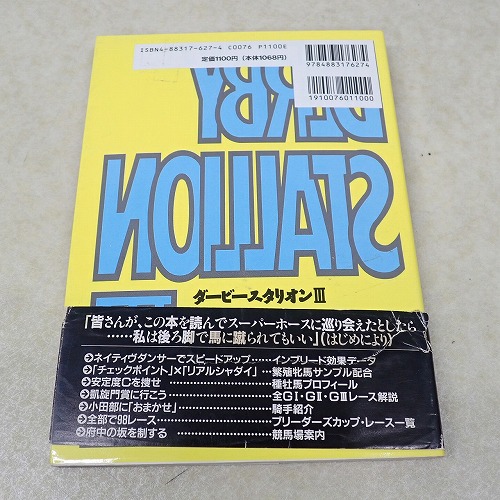 ISBN4-88317-627-4 C0076 P1100E
定価1100円(本体1068円)
9784883176274
1910076011000
DERBY
STALLION
III
ダービースタリオンIII
「皆さんが、この本を読んでスーパーホースに巡り会えたとしたら
……私は後ろ脚で馬に蹴られてもいい」(はじめにより)
➔ネイティヴダンサーでスピードアップ……インブリード効果データ
➔「チェックポイント」×「リアルシャダイ」…繁殖牝馬サンプル配合
➔安定度Cを捜せ……種牡馬プロフィール
➔凱旋門賞に行こう……全GⅠ・GⅡ・GⅢレース解説
➔小田部に「おまかせ」……騎手紹介
➔全部で98レース……ブリーダーズカップ・レース一覧
➔府中の坂を制する……競馬場案内